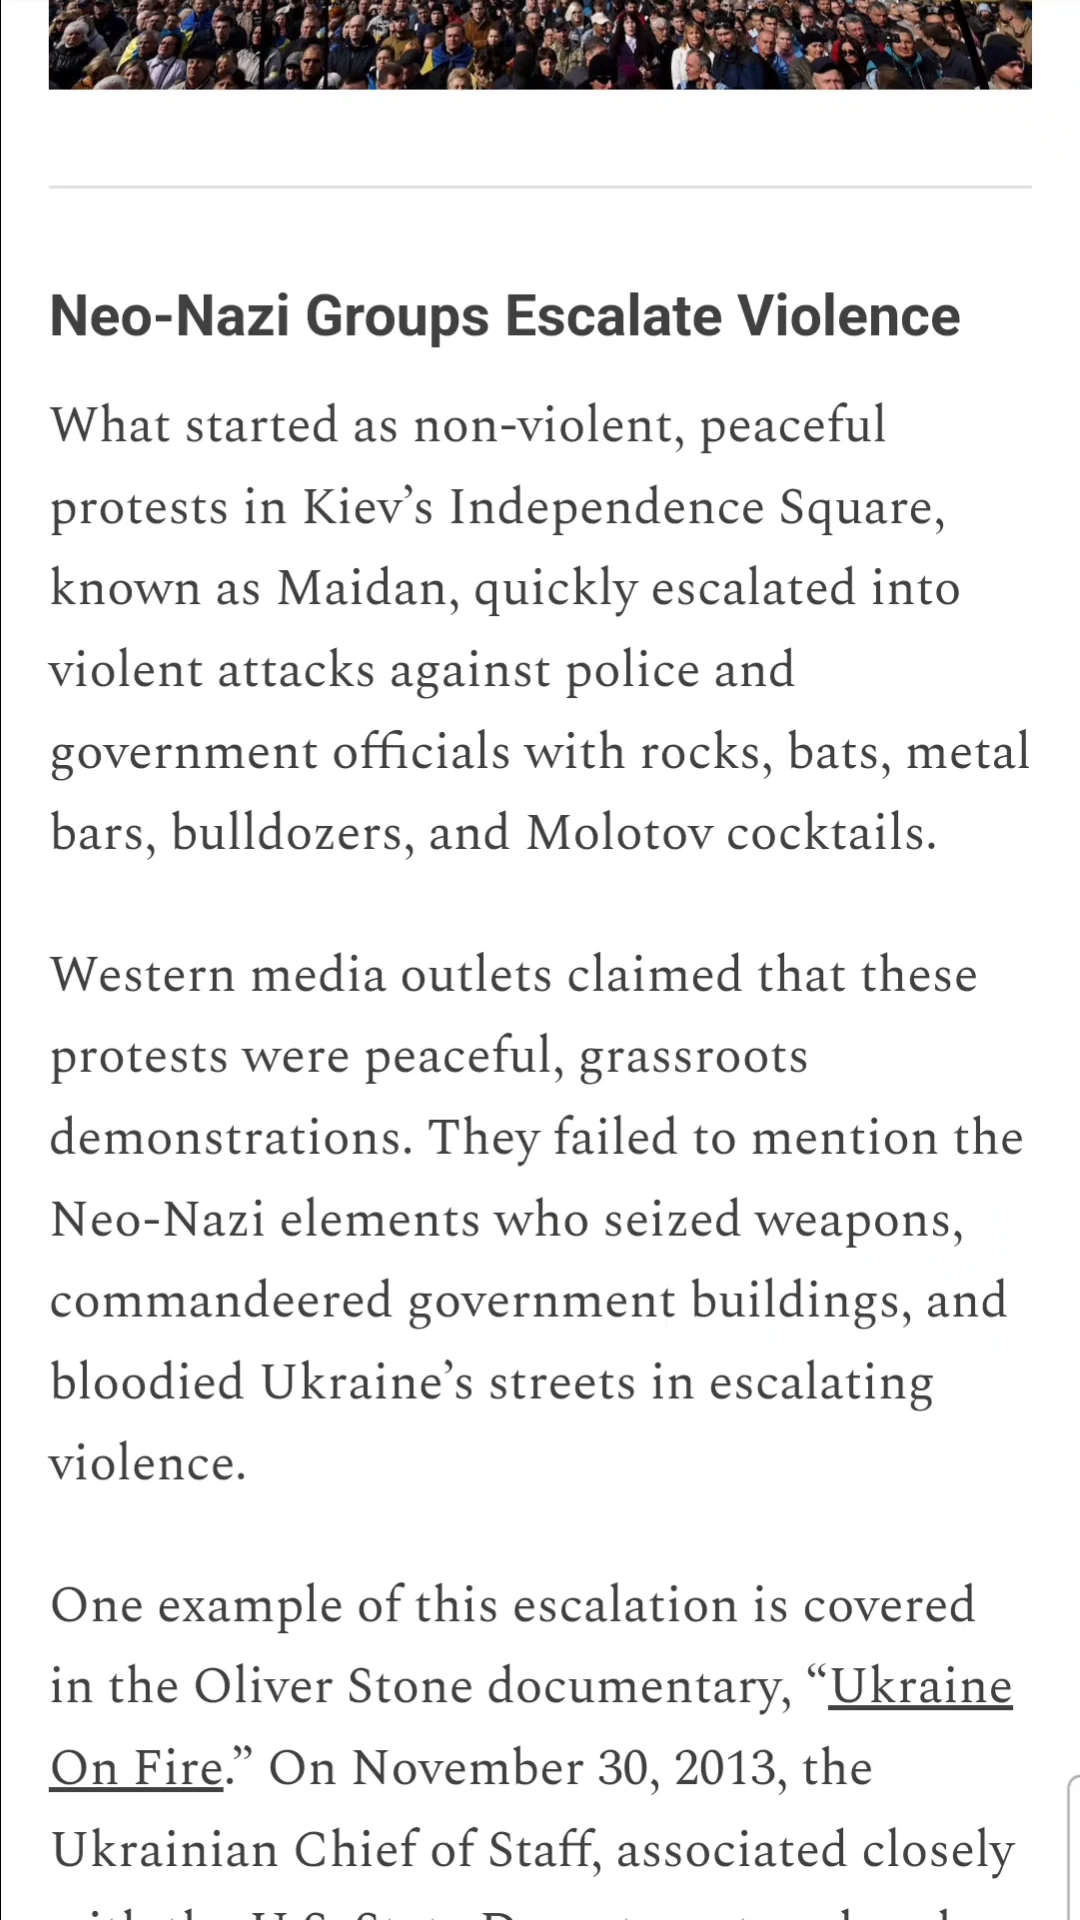 Neo-Nazi Groups Escalate Violence
What started as non-violent, peaceful
protests in Kiev’s Independence Square,
known as Maidan, quickly escalated into
violent attacks against police and
government officials with rocks, bats, metal
bars, bulldozers, and Molotov cocktails.
Western media outlets claimed that these
protests were peaceful, grassroots
demonstrations. They failed to mention the
Neo-Nazi elements who seized weapons,
commandeered government buildings, and
bloodied Ukraine’s streets in escalating
violence.
One example of this escalation is covered
in the Oliver Stone documentary, “Ukraine
On Fire.” On November 30, 2013, the
Ukrainian Chief of Staff, associated closely